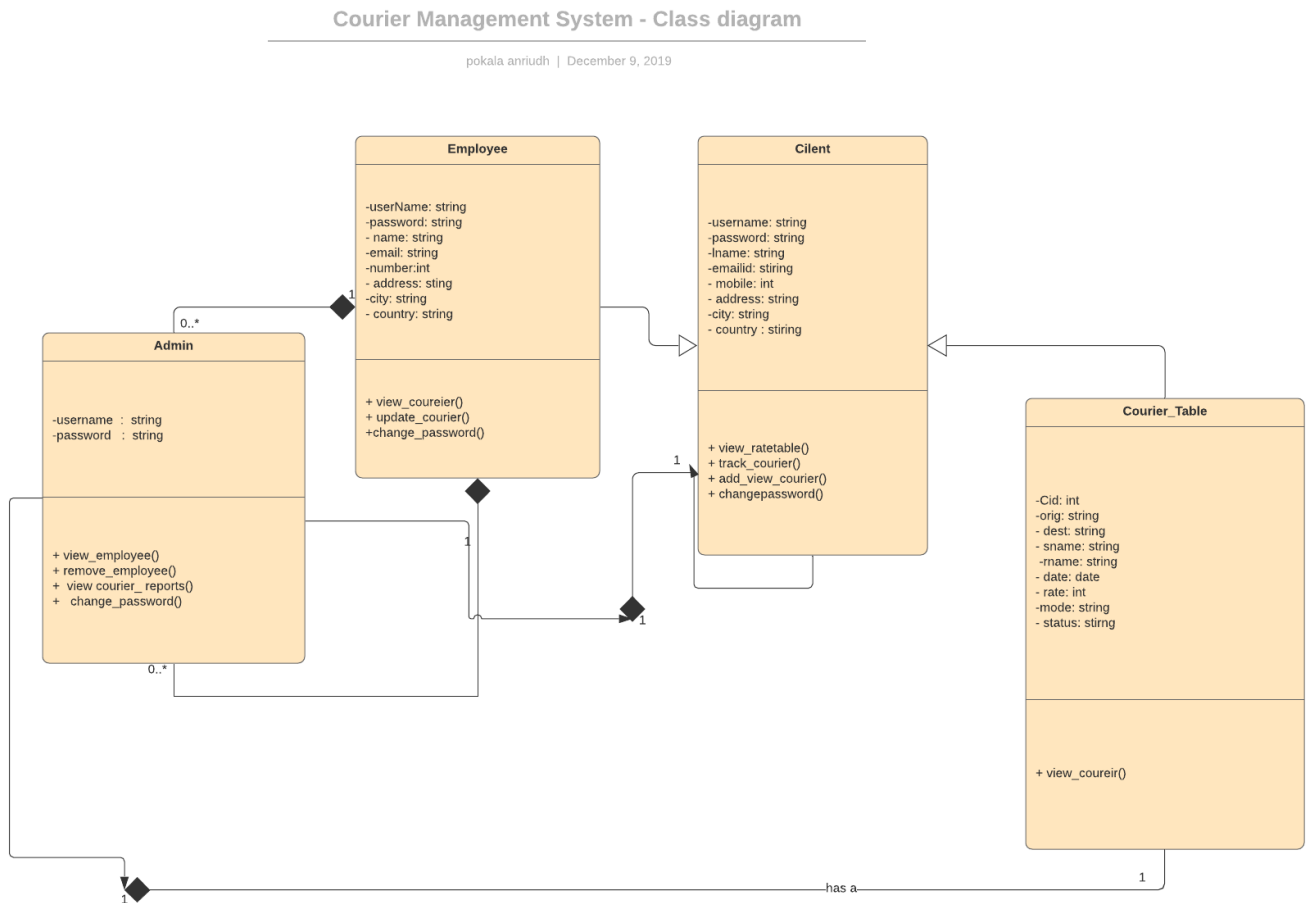 Courier Management System - Class diagram
pokala anriudh | December 9, 2019
Employee
-userName: string
-password: string
- name: string
-email: string
-number:int
- address: sting
-city: string
- country: string
+ view_coureier()
+ update_courier()
+change_password()
Cilent
-username: string
-password: string
-lname: string
-emailid: stiring
- mobile: int
- address: string
-city: string
- country : stiring
+ view_ratetable()
+ track_courier()
+ add_view_courier()
+ changepassword()
1
0..*
Admin
-username : string
-password : string
+ view_employee()
+ remove_employee()
+ view courier_ reports()
+ change_password()
0..*
1
1
1
Courier_Table
-Cid: int
-orig: string
- dest: string
- sname: string
-rname: string
- date: date
- rate: int
-mode: string
- status: stirng
+ view_coureir()
1
has a
1